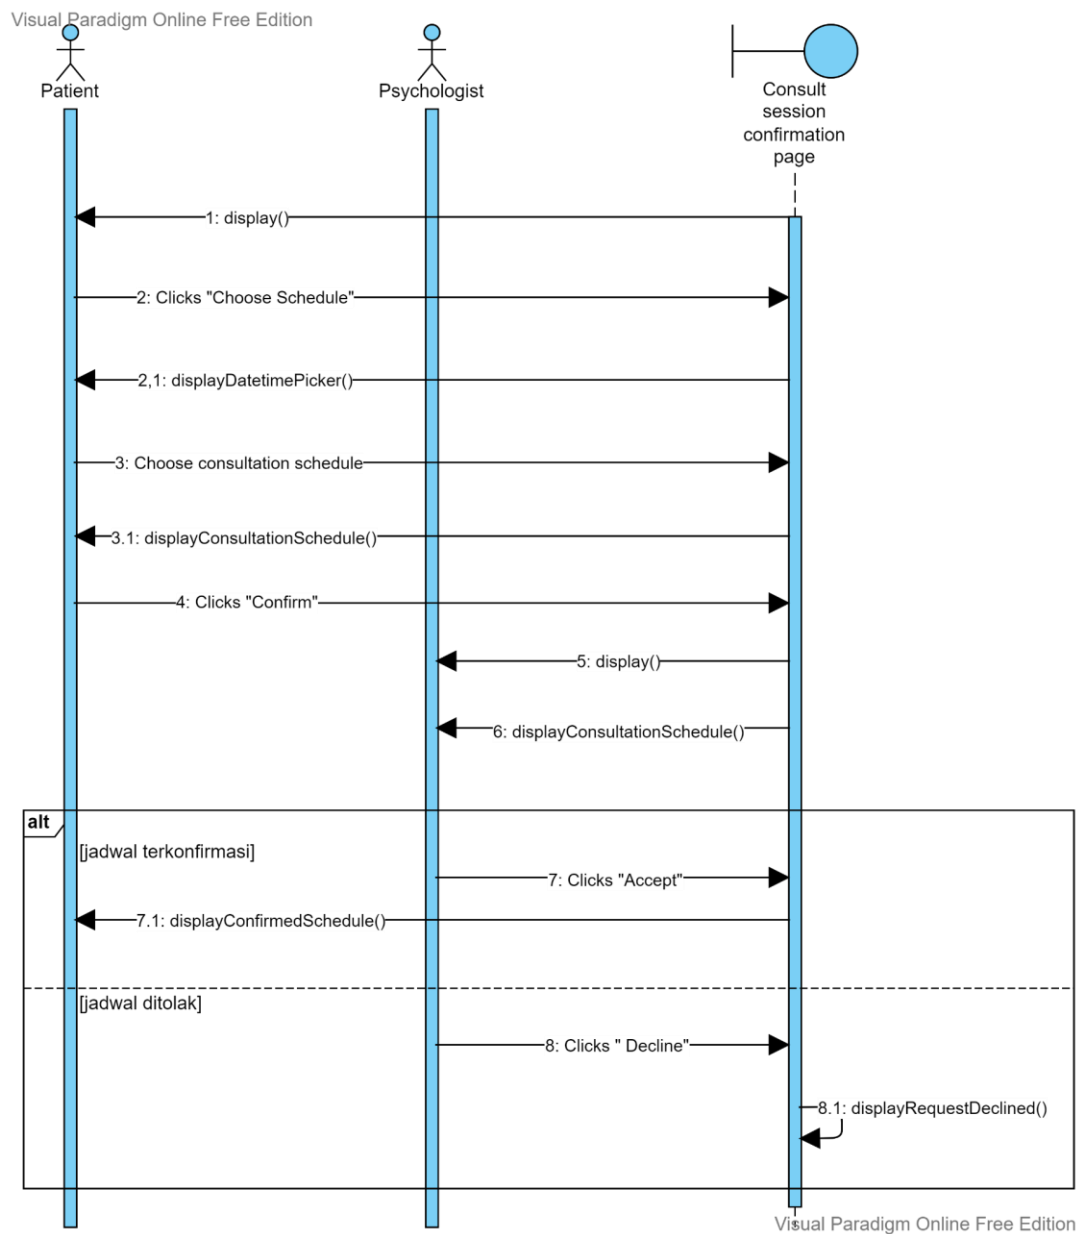 Visual Paradigm Online Free Edition
Patient
Psychologist
Consult
session
confirmation
page
1: display()
2: Clicks "Choose Schedule"
2,1: displayDatetimePicker()
3: Choose consultation schedule
3.1: displayConsultationSchedule()
4: Clicks "Confirm"
5: display()
6: displayConsultationSchedule()
alt
[jadwal terkonfirmasi]
7: Clicks "Accept"
7.1: displayConfirmedSchedule()
[jadwal ditolak]
8: Clicks " Decline"
8.1: displayRequestDeclined()
Visual Paradigm Online Free Edition